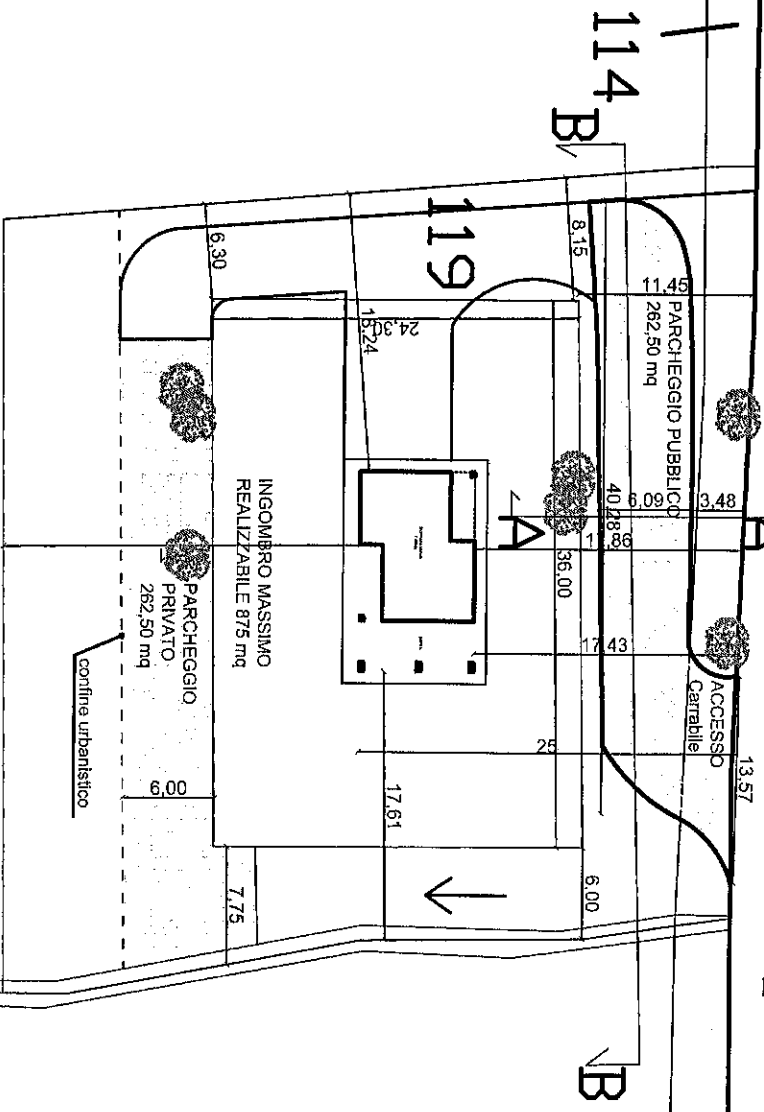 114
B
119
6,30
8,15
11,45
PARCHEGGIO PUBBLICO
262,50 mq
24,30
16,24
40,28
6,09
3,48
11,86
A
36,00
17,43
INGOMBRO MASSIMO
REALIZZABILE 875 mq
PARCHEGGIO
PRIVATO
262,50 mq
ACCESSO
Carrabile
confine urbanistico
25
13,57
6,00
17,61
6,00
7,75
B